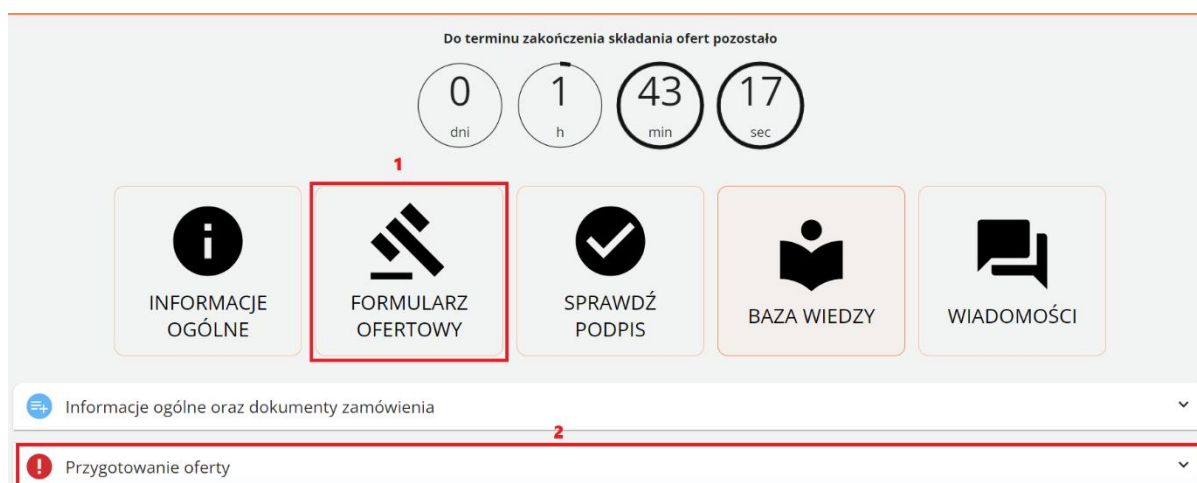 Do terminu zakończenia składania ofert pozostało
0 1 43 17
dni h min sec
1
INFORMACJE
OGÓLNE
FORMULARZ
OFERTOWY
SPRAWDŹ
PODPIS
BAZA WIEDZY
WIADOMOŚCI
Informacje ogólne oraz dokumenty zamówienia
2
Przygotowanie oferty